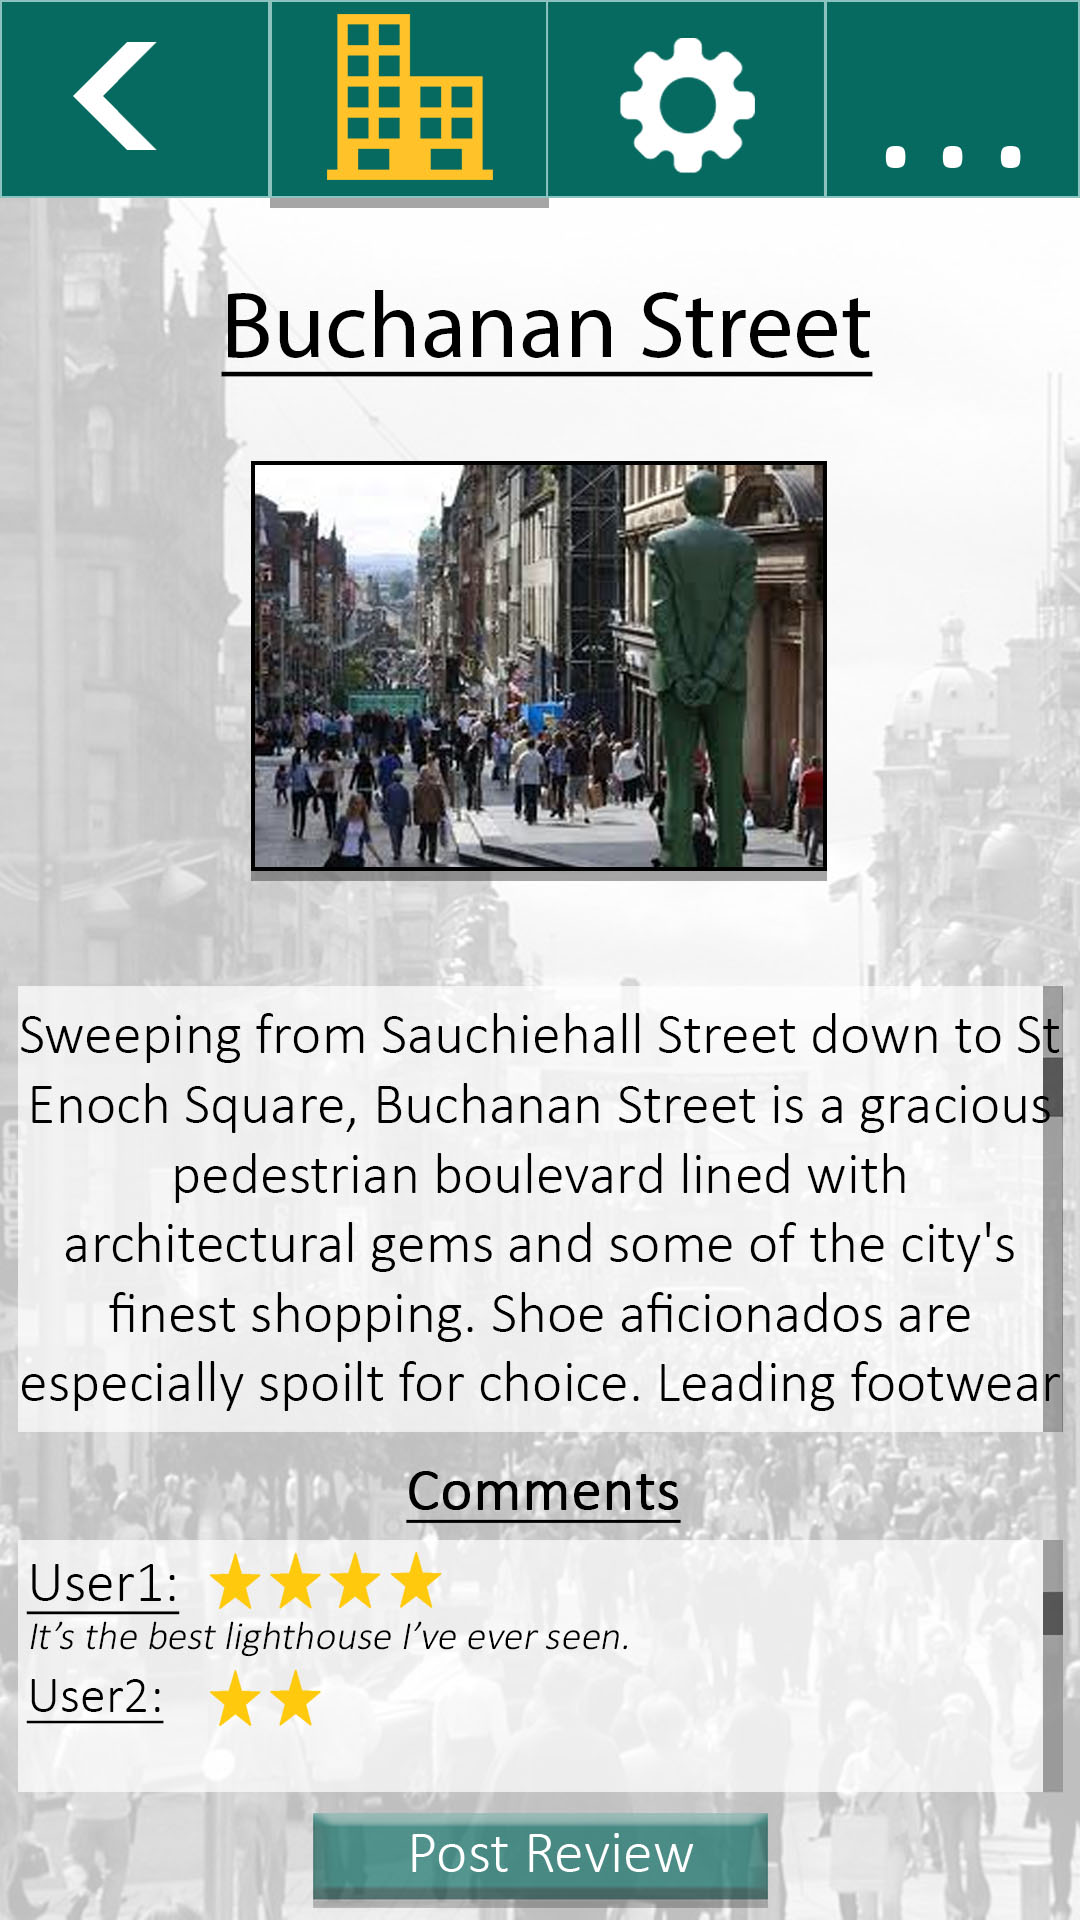 Buchanan Street
Sweeping from Sauchiehall Street down to St
Enoch Square, Buchanan Street is a gracious
pedestrian boulevard lined with
architectural gems and some of the city's
finest shopping. Shoe aficionados are
especially spoilt for choice. Leading footwear
Comments
User1:
It’s the best lighthouse I’ve ever seen.
User2:
Post Review